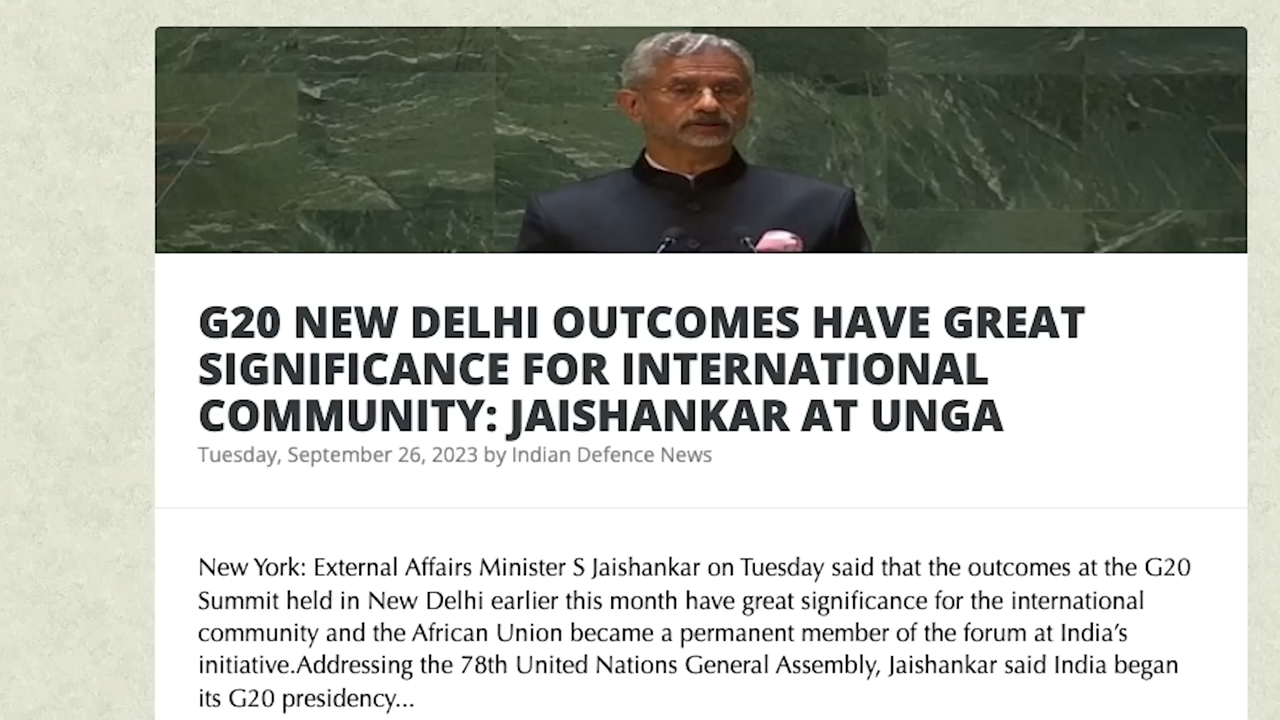 G20 NEW DELHI OUTCOMES HAVE GREAT
SIGNIFICANCE FOR INTERNATIONAL
COMMUNITY: JAISHANKAR AT UNGA
Tuesday, September 26, 2023 by Indian Defence News
New York: External Affairs Minister S Jaishankar on Tuesday said that the outcomes at the G20
Summit held in New Delhi earlier this month have great significance for the international
community and the African Union became a permanent member of the forum at India’s
initiative.Addressing the 78th United Nations General Assembly, Jaishankar said India began
its G20 presidency...